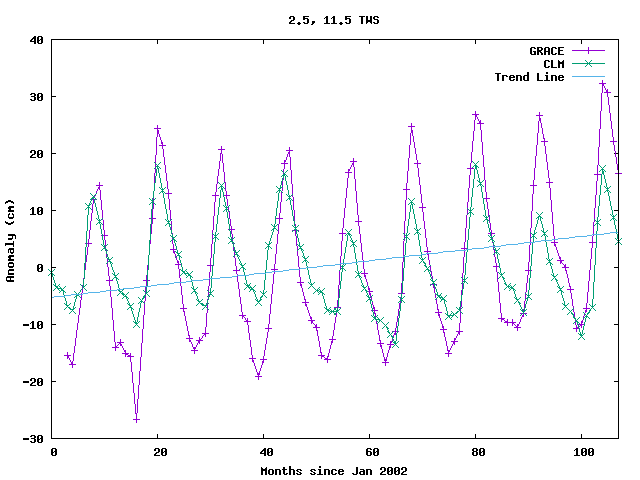 2.5, 11.5 TWS
GRACE
CLM
Trend Line
40
30
20
10
0
-10
-20
-30
Anomaly (cm)
0 20 40 60 80 100
Months since Jan 2002